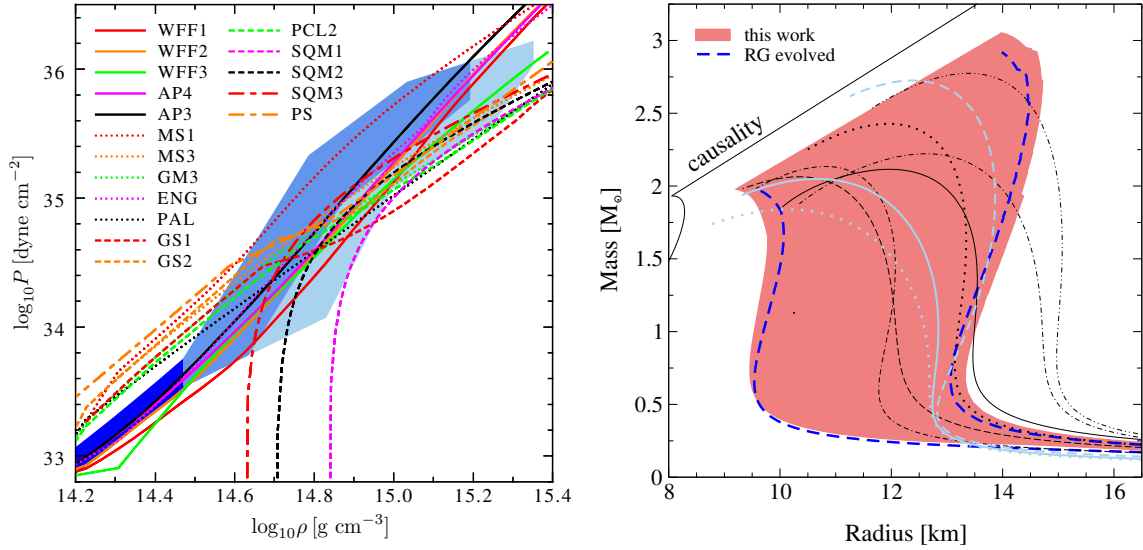 WFF1
WFF2
WFF3
AP4
AP3
MS1
MS3
GM3
ENG
PAL
GS1
GS2
PCL2
SQM1
SQM2
SQM3
PS
log₁₀P [dyne cm⁻²]
36
35
34
33
14.2 14.4 14.6 14.8 15.0 15.2 15.4
log₁₀ρ [g cm⁻³]
this work
RG evolved
causality
Mass [M⊙]
3
2.5
2
1.5
1
0.5
0
8 10 12 14 16
Radius [km]